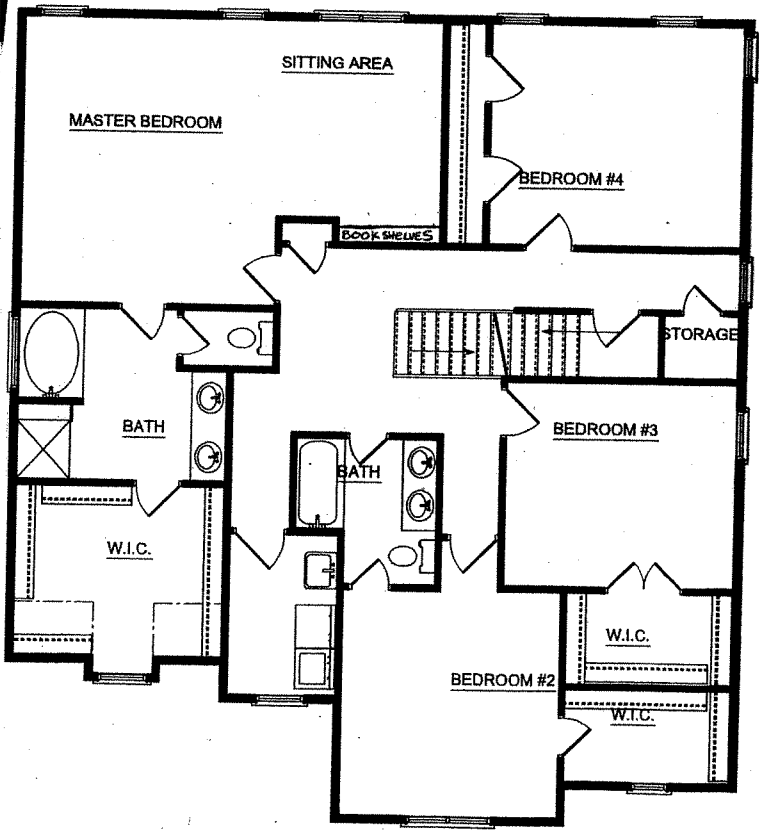 SITTING AREA
MASTER BEDROOM
BEDROOM #4
BOOKSHELVES
STORAGE
BATH
BEDROOM #3
BATH
W.I.C.
W.I.C.
BEDROOM #2
W.I.C.